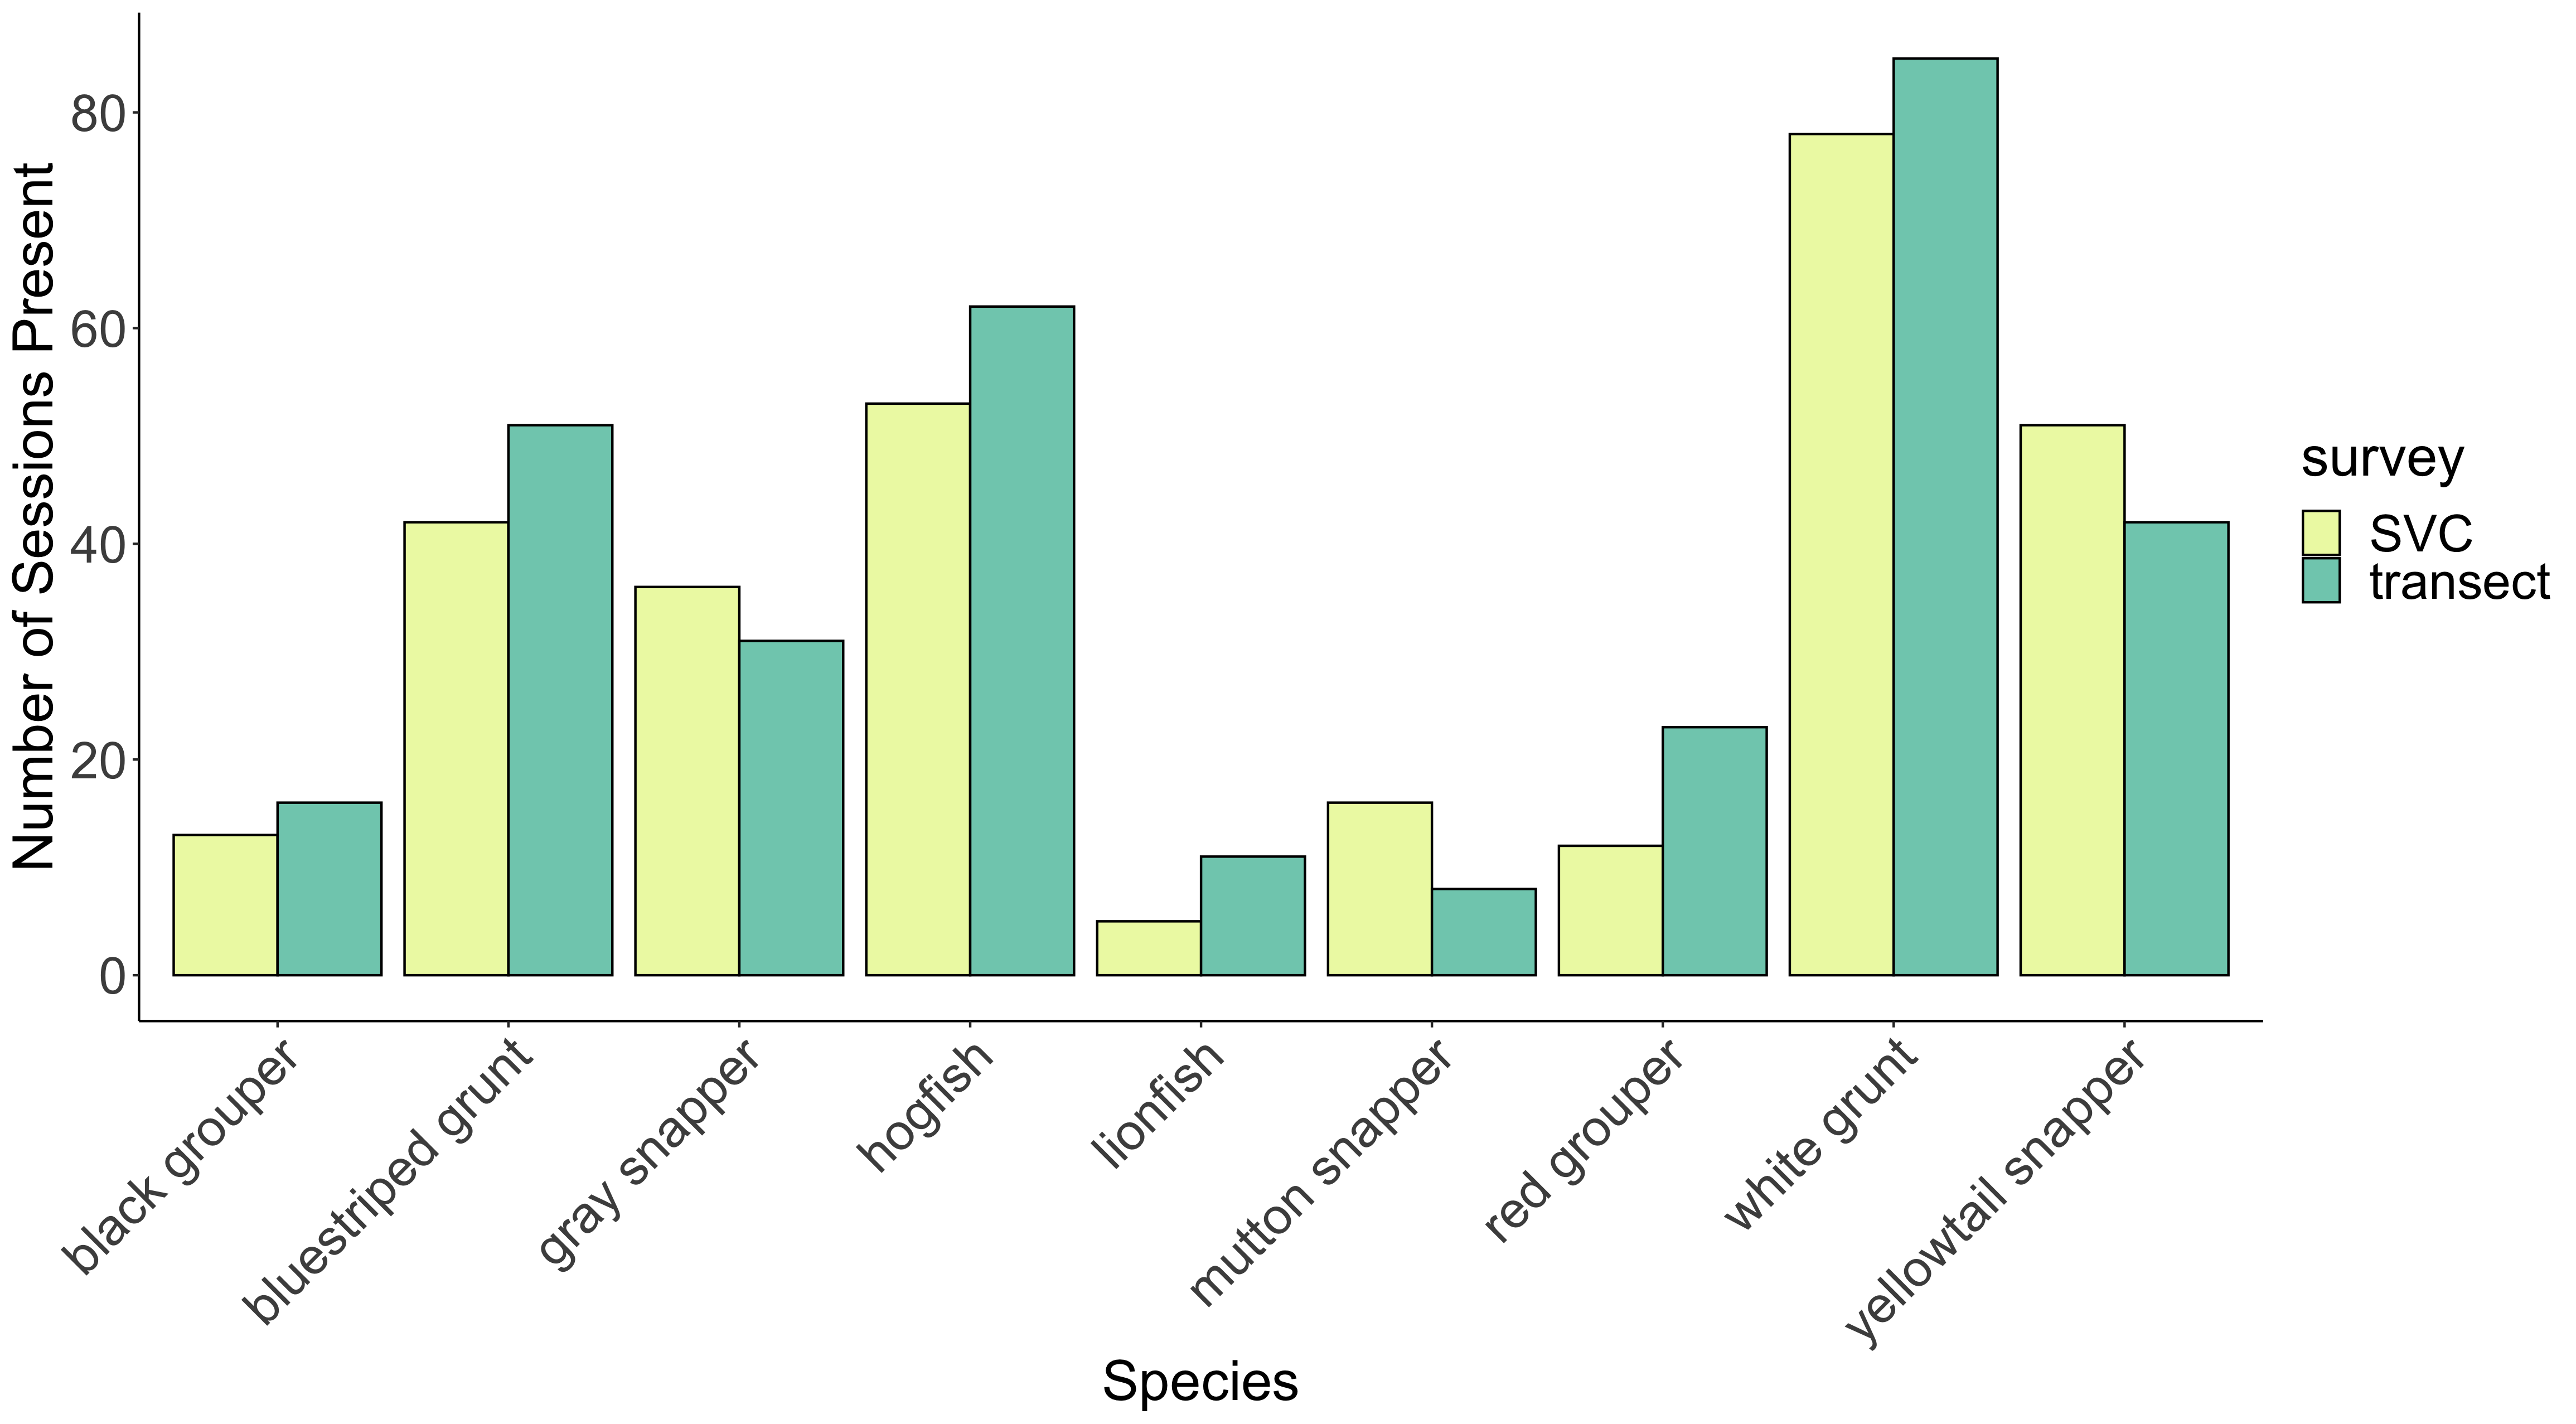 Number of Sessions Present
80
60
40
20
0
black grouper
bluestriped grunt
gray snapper
hogfish
lionfish
mutton snapper
red grouper
white grunt
yellowtail snapper
Species
survey
SVC
transect